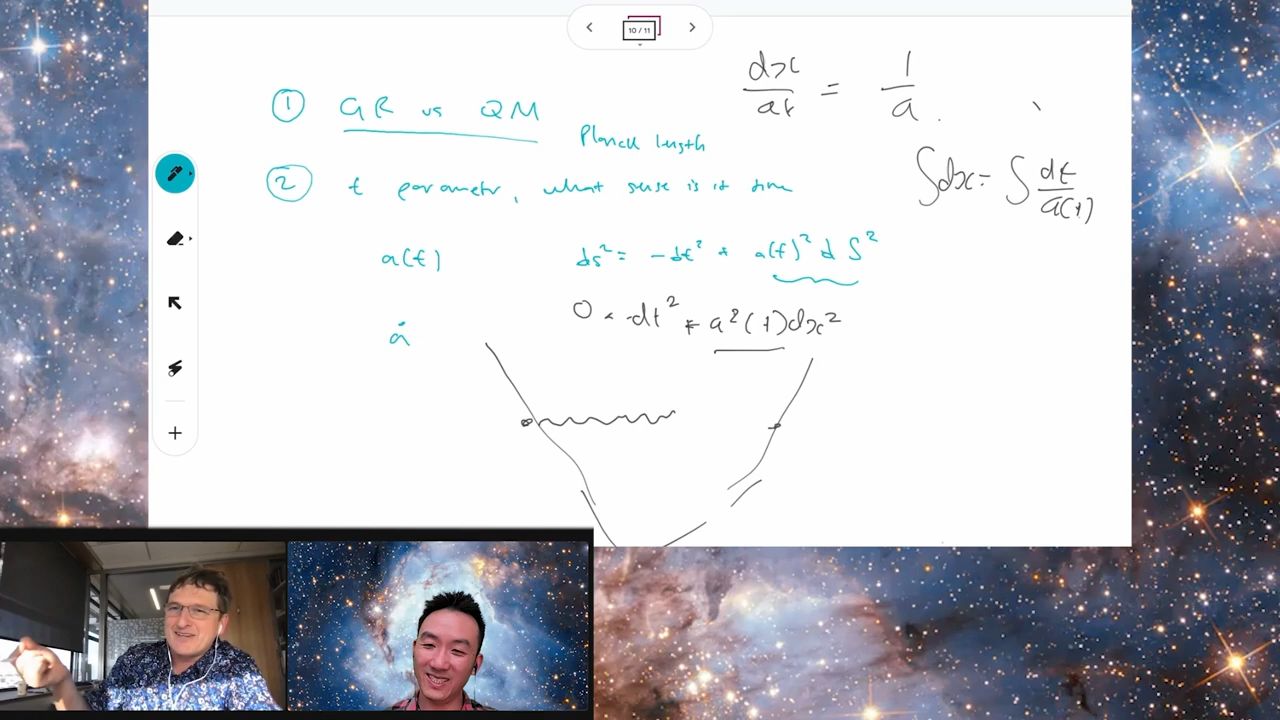 10 / 11
① GR vs QM
Planck length
② t parametr, what sense is it time
a(t) ds² = -dt² + a(t)² dS²
0 = -dt² + a²(t)dx²
ȧ
dx/dt = 1/a.
∫dx = ∫ dt/a(t)